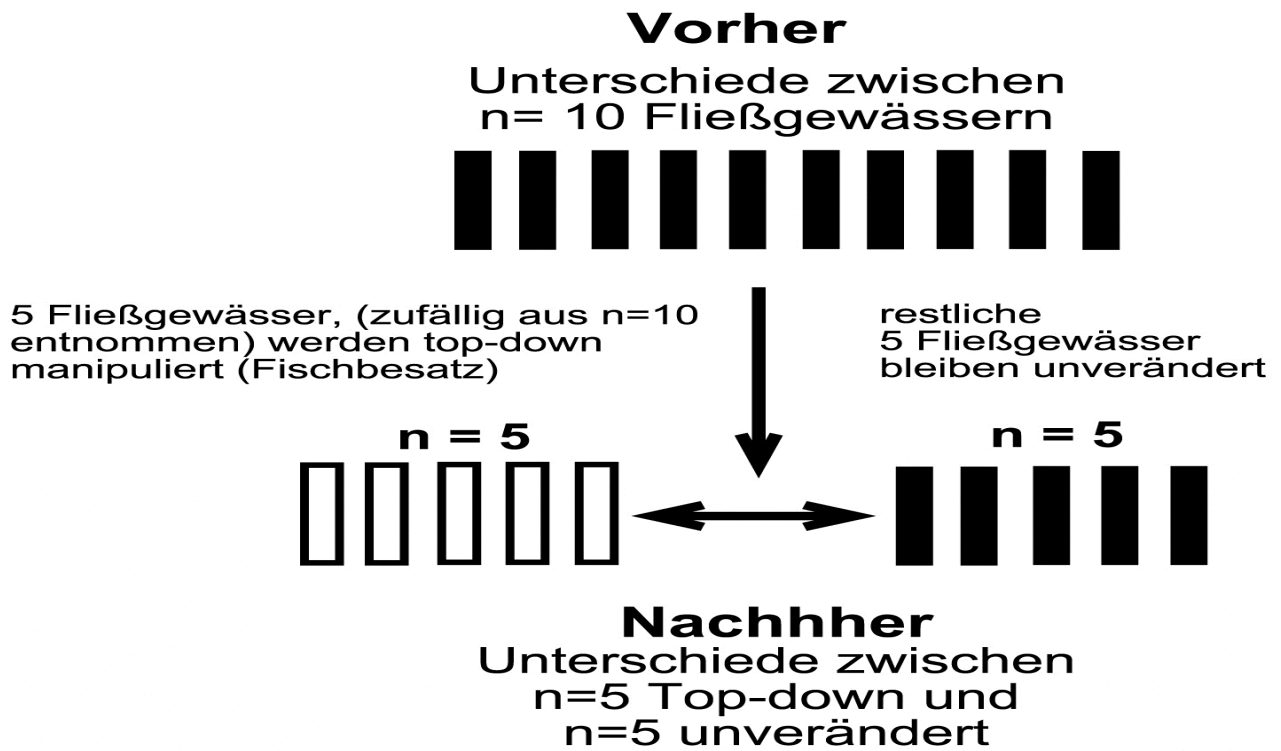 Vorher
Unterschiede zwischen
n= 10 Fließgewässern
5 Fließgewässer, (zufällig aus n=10
entnommen) werden top-down
manipuliert (Fischbesatz)
restliche
5 Fließgewässer
bleiben unverändert
n = 5
n = 5
Nachhher
Unterschiede zwischen
n=5 Top-down und
n=5 unverändert